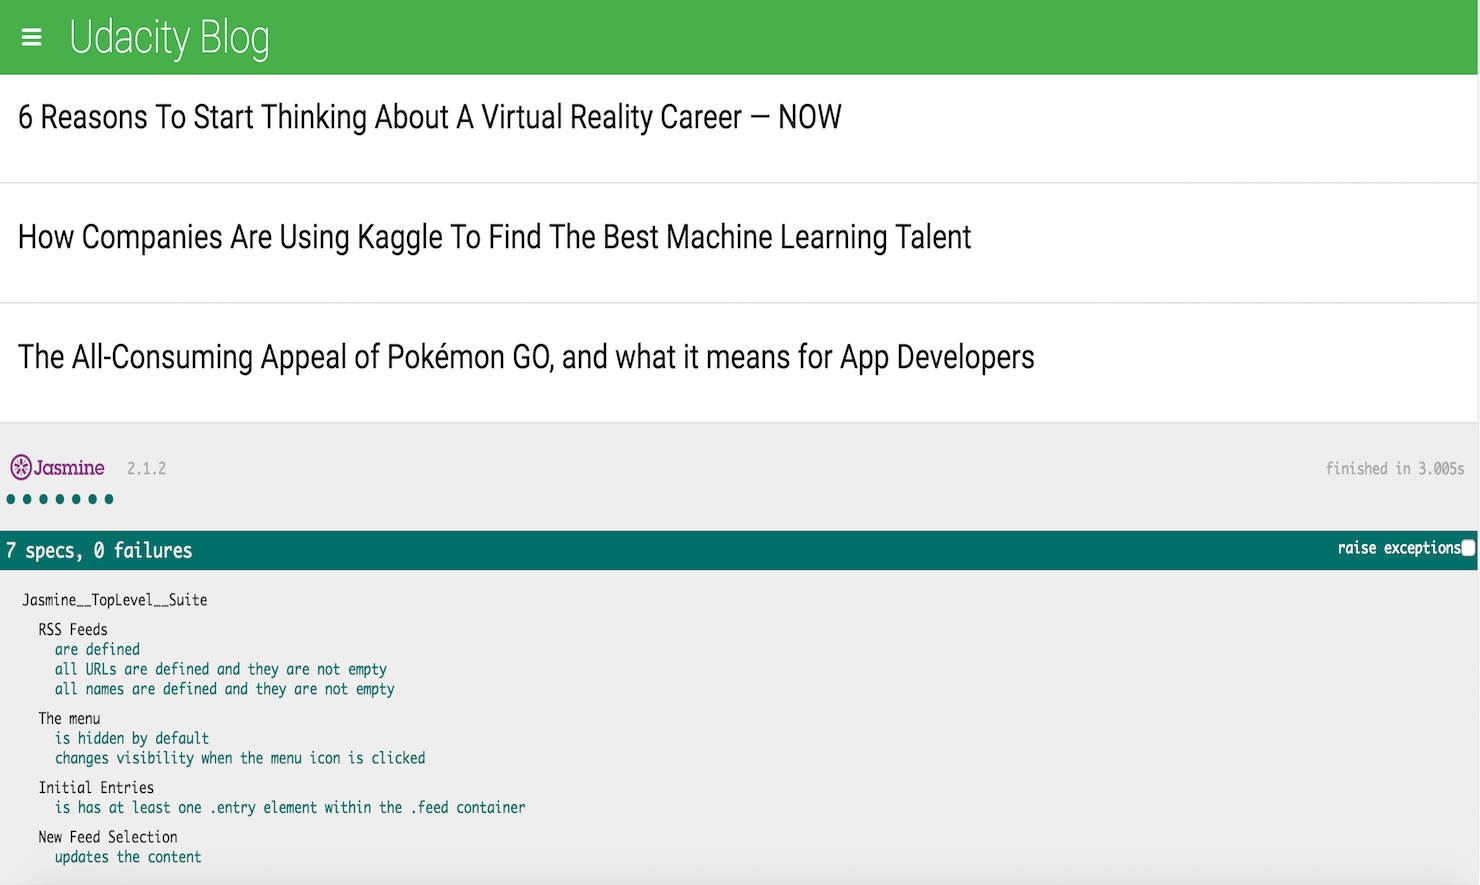 Udacity Blog
6 Reasons To Start Thinking About A Virtual Reality Career — NOW
How Companies Are Using Kaggle To Find The Best Machine Learning Talent
The All-Consuming Appeal of Pokémon GO, and what it means for App Developers
Jasmine 2.1.2 finished in 3.005s
7 specs, 0 failures raise exceptions
Jasmine__TopLevel__Suite
RSS Feeds
are defined
all URLs are defined and they are not empty
all names are defined and they are not empty
The menu
is hidden by default
changes visibility when the menu icon is clicked
Initial Entries
is has at least one .entry element within the .feed container
New Feed Selection
updates the content